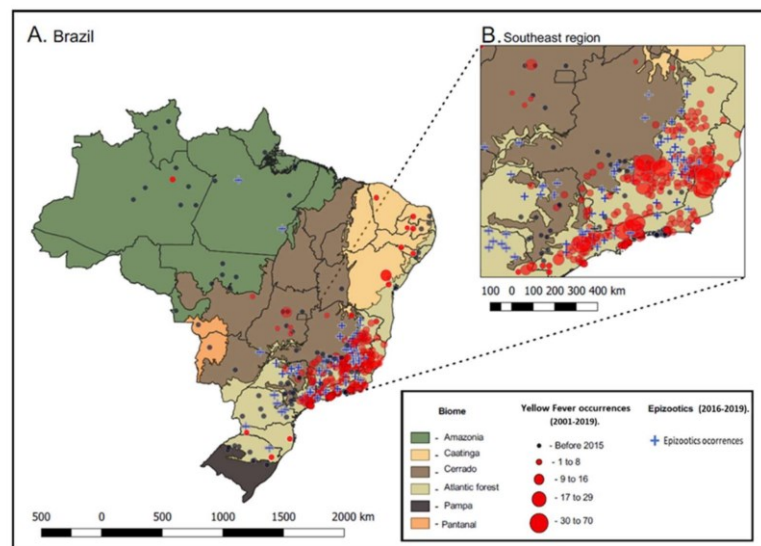 A. Brazil
B. Southeast region
100 0 100 200 300 400 km
Biome
- Amazonia
- Caatinga
- Cerrado
- Atlantic forest
- Pampa
- Pantanal
Yellow Fever occurrences
(2001-2019).
- Before 2015
- 1 to 8
- 9 to 16
- 17 to 29
- 30 to 70
Epizootics (2016-2019).
Epizootics ocorrences
500 0 500 1000 1500 2000 km